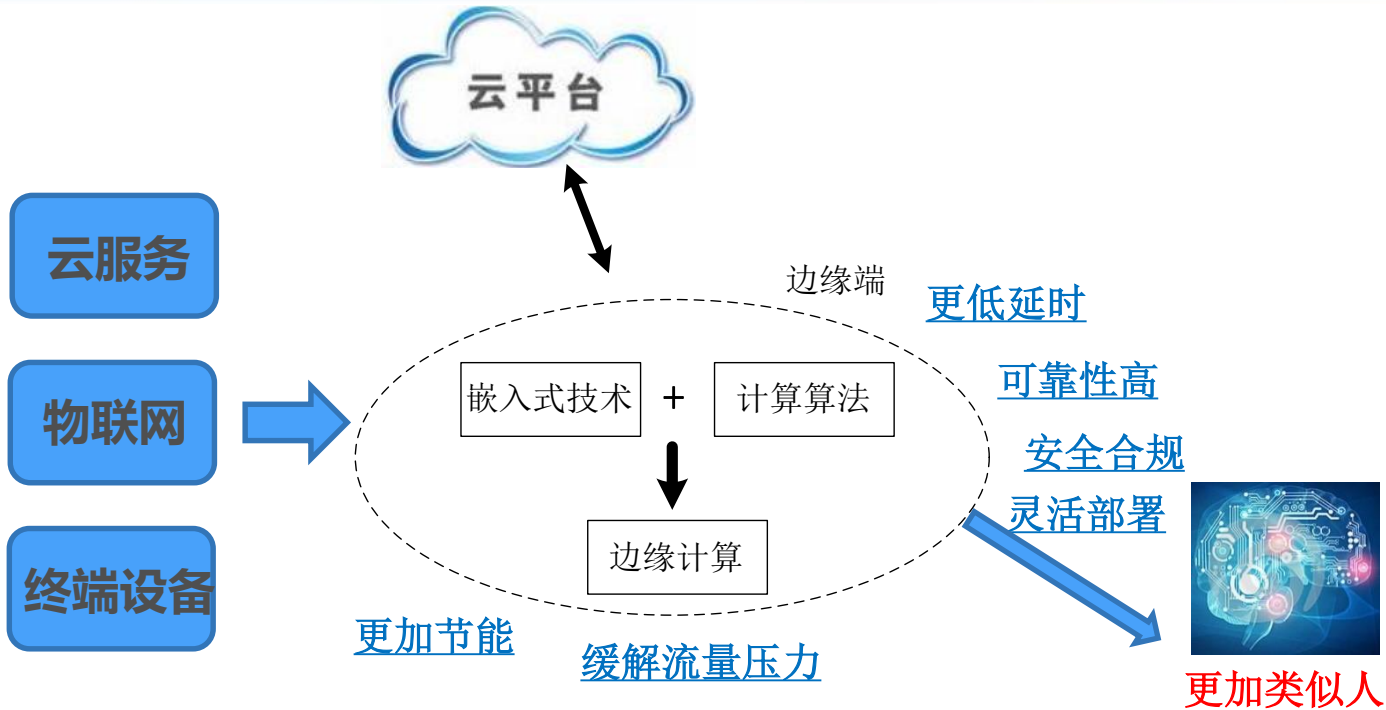 云平台
云服务
物联网
终端设备
边缘端
更低延时
可靠性高
安全合规
灵活部署
嵌入式技术 + 计算算法
边缘计算
更加节能
缓解流量压力
更加类似人